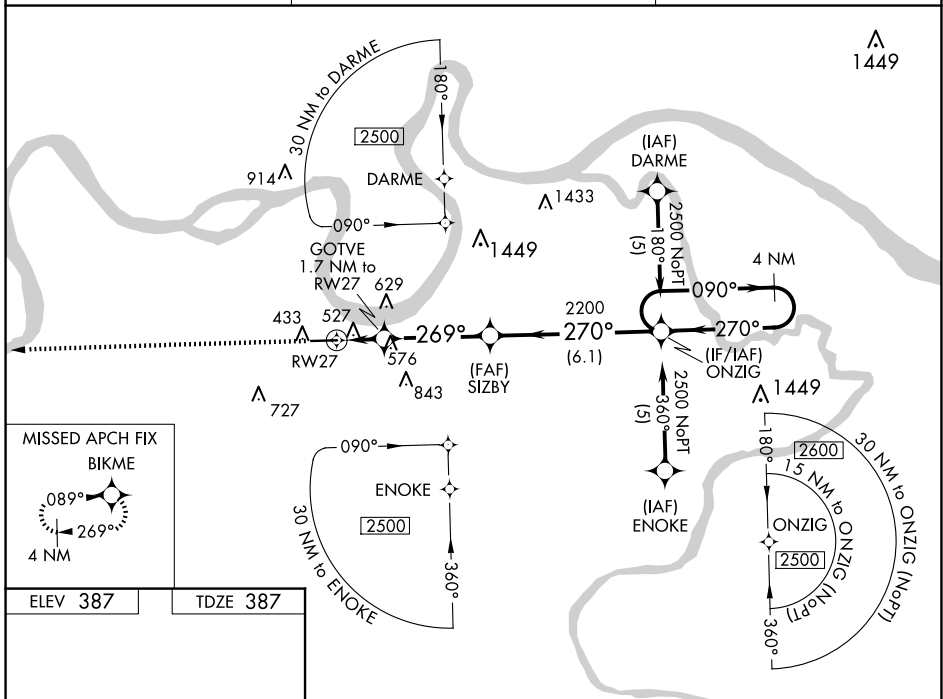 1449
30 NM to DARME
180°
2500
DARME
090°
914
(IAF)
DARME
1433
2500 NoPT
180°
(5)
1449
4 NM
090°
GOTVE
1.7 NM to
RW27
629
433
527
RW27
576
269°
2200
270°
(6.1)
270°
(FAF)
SIZBY
(IF/IAF)
ONZIG
843
727
2500 NoPT
360°
(5)
1449
MISSED APCH FIX
BIKME
089°
269°
4 NM
090°
ENOKE
2500
360°
30 NM to ENOKE
(IAF)
ENOKE
180°
2600
30 NM to ONZIG (NoPT)
15 NM to ONZIG (NoPT)
ONZIG
2500
360°
ELEV 387
TDZE 387